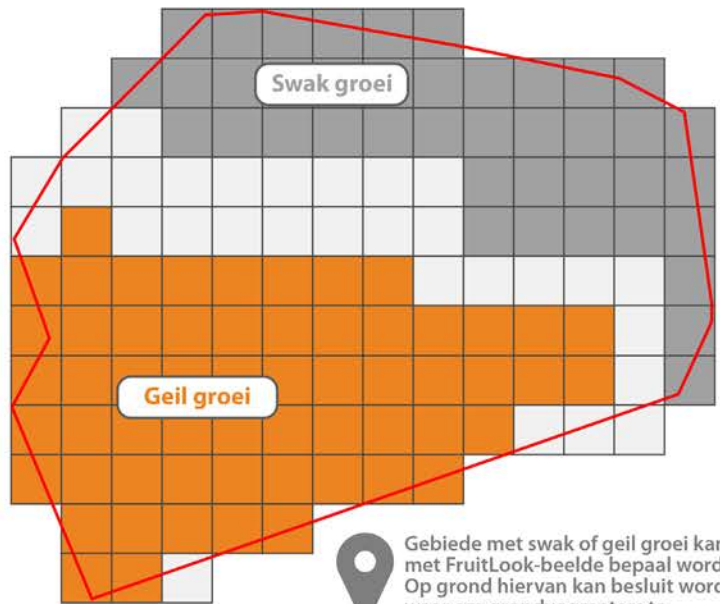 Swak groei
Geil groei
Gebiede met swak of geil groei kan
met FruitLook-beelde bepaal word
Op grond hiervan kan besluit word